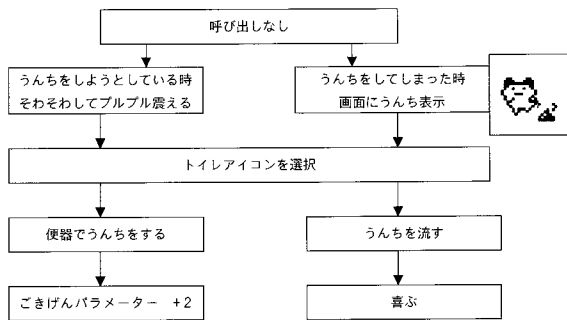 呼び出しなし
うんちをしようとしている時
そわそわしてプルプル震える
うんちをしてしまった時
画面にうんち表示
トイレアイコンを選択
便器でうんちをする
うんちを流す
ごきげんパラメーター +2
喜ぶ